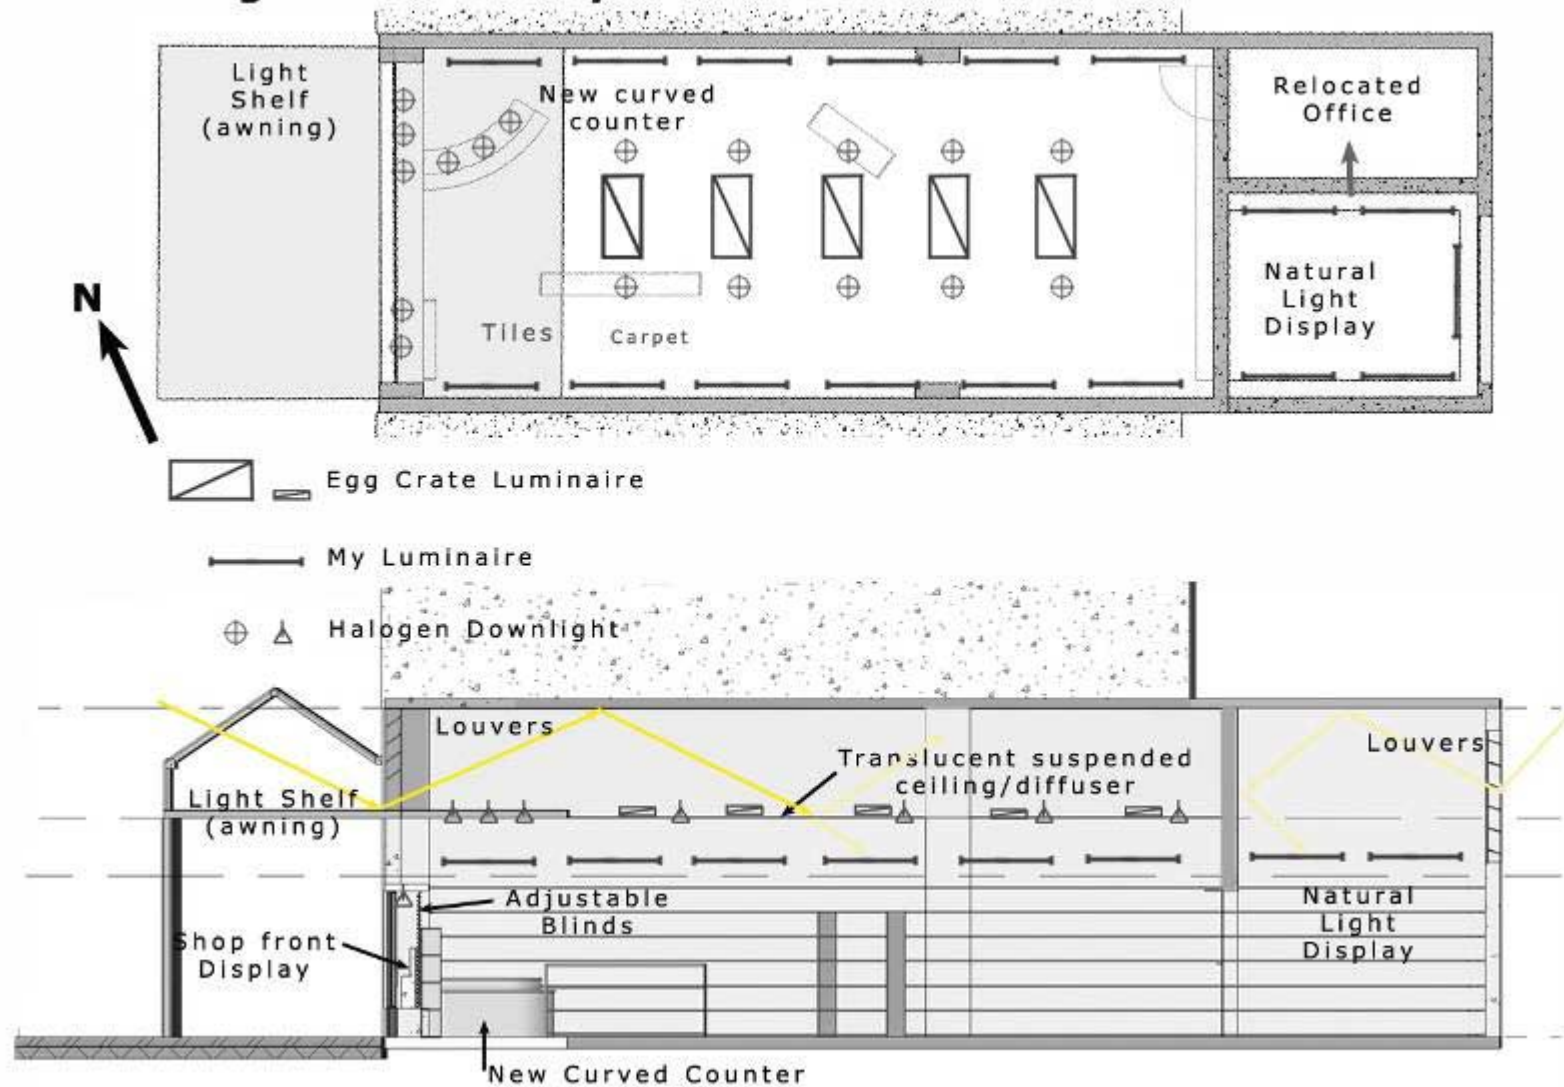 Light
Shelf
(awning)
New curved
counter
Relocated
Office
Natural
Light
Display
N
Tiles
Carpet
Egg Crate Luminaire
My Luminaire
Halogen Downlight
Louvers
Translucent suspended
ceiling/diffuser
Louvers
Light Shelf
(awning)
Adjustable
Blinds
Natural
Light
Display
Shop front
Display
New Curved Counter